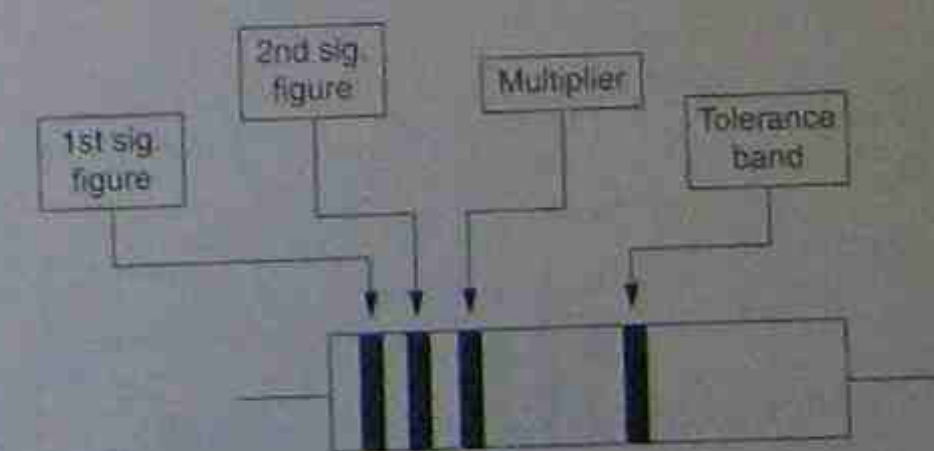 1st sig.
figure
2nd sig.
figure
Multiplier
Tolerance
band